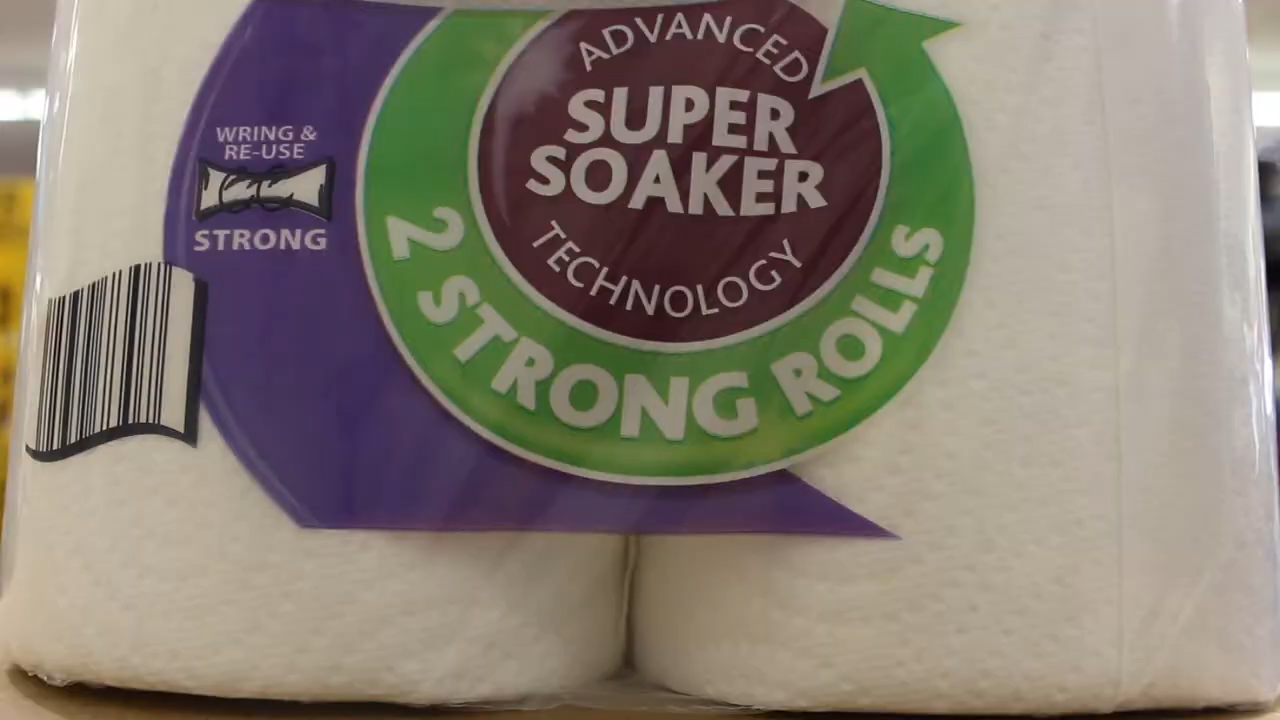 ADVANCED
SUPER
SOAKER
TECHNOLOGY
2 STRONG ROLLS
WRING &
RE-USE
STRONG